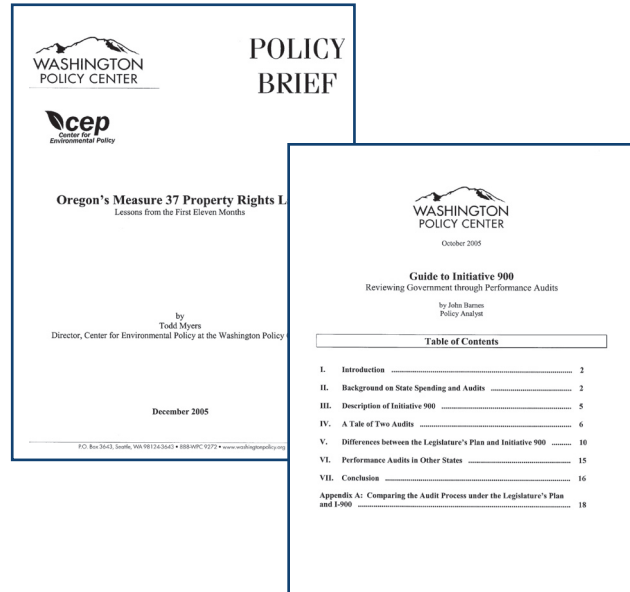 WASHINGTON
POLICY CENTER
POLICY
BRIEF
cep
Center for
Environmental Policy
Oregon's Measure 37 Property Rights L
Lessons from the First Eleven Months
by
Todd Myers
Director, Center for Environmental Policy at the Washington Policy
December 2005
P.O. Box 3643, Seattle, WA 98124-3643 • 888-WPC 9272 • www.washingtonpolicy.org
WASHINGTON
POLICY CENTER
October 2005
Guide to Initiative 900
Reviewing Government through Performance Audits
by John Barnes
Policy Analyst
Table of Contents
I. Introduction ........ 2
II. Background on State Spending and Audits ........ 2
III. Description of Initiative 900 ........ 5
IV. A Tale of Two Audits ........ 6
V. Differences between the Legislature's Plan and Initiative 900 ........ 10
VI. Performance Audits in Other States ........ 15
VII. Conclusion ........ 16
Appendix A: Comparing the Audit Process under the Legislature's Plan
and I-900 ........ 18